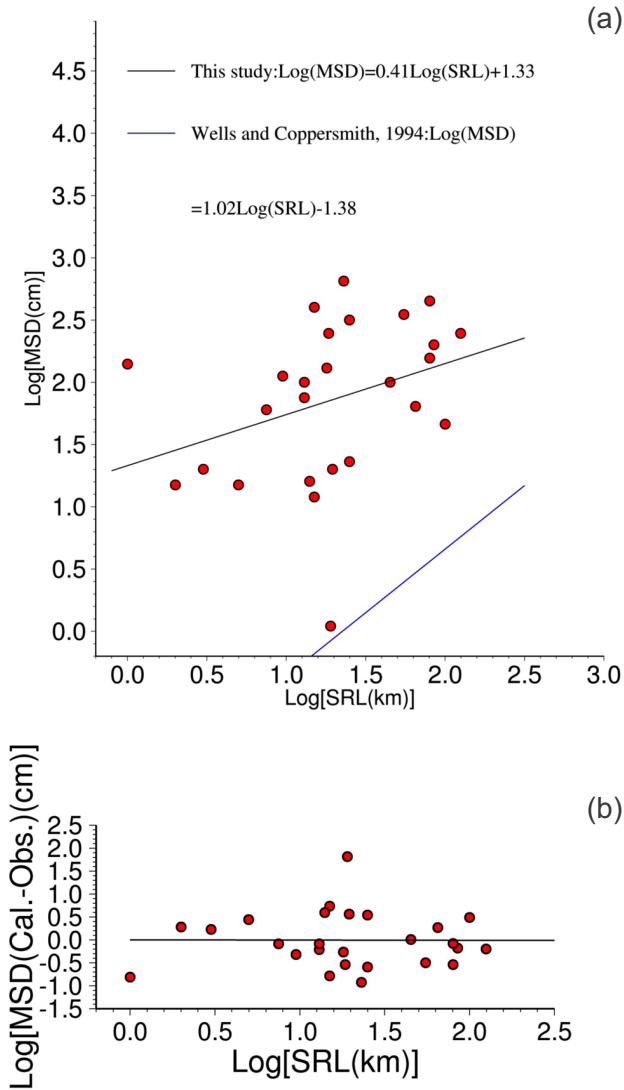 (a)
4.5
This study:Log(MSD)=0.41Log(SRL)+1.33
4.0
Wells and Coppersmith, 1994:Log(MSD)
3.5
=1.02Log(SRL)-1.38
3.0
2.5
2.0
1.5
1.0
0.5
0.0
Log[MSD(cm)]
0.0 0.5 1.0 1.5 2.0 2.5 3.0
Log[SRL(km)]
(b)
2.5
2.0
1.5
1.0
0.5
0.0
-0.5
-1.0
-1.5
Log[MSD(Cal.-Obs.)(cm)]
0.0 0.5 1.0 1.5 2.0 2.5
Log[SRL(km)]